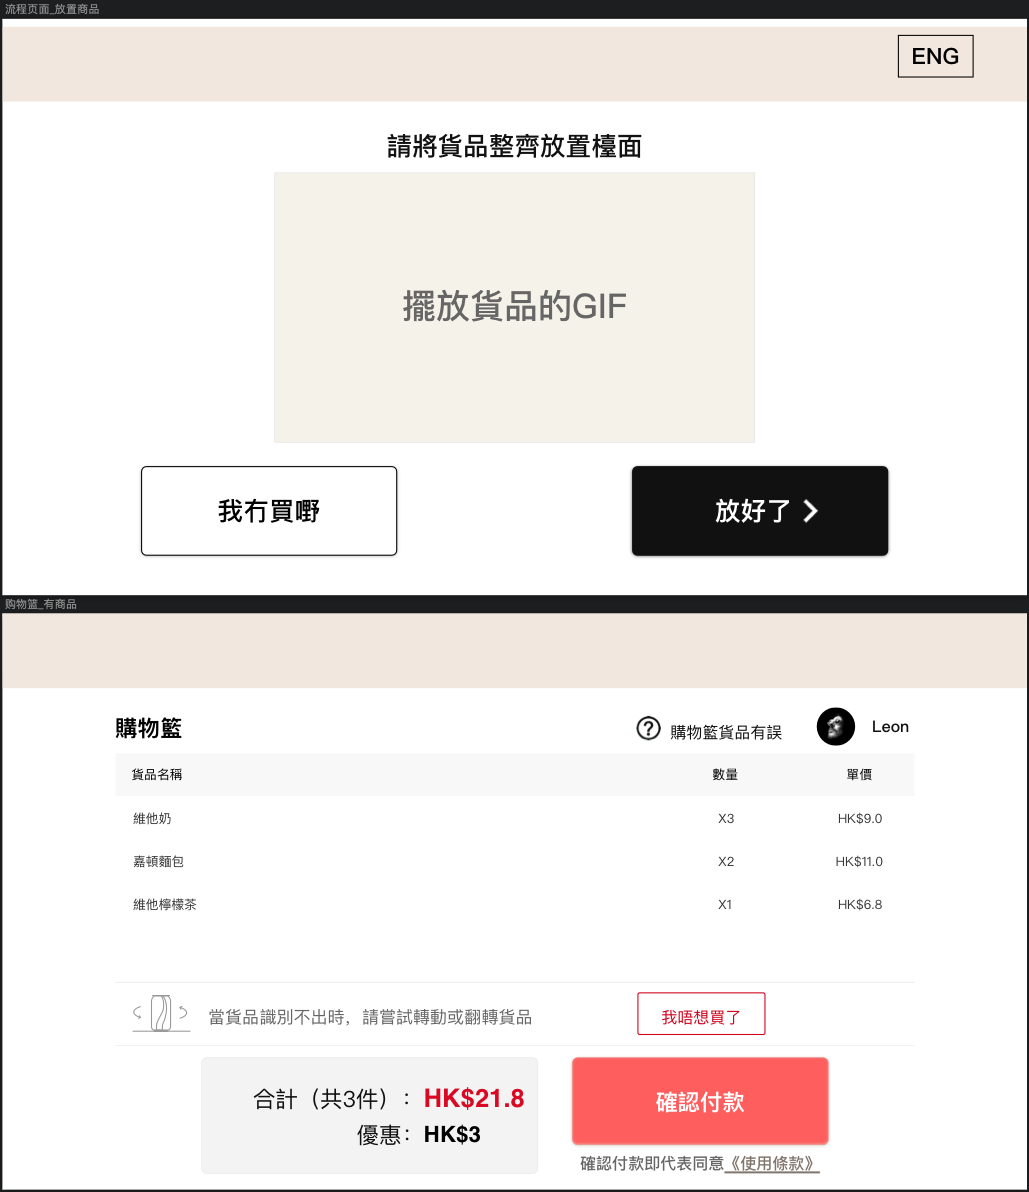 流程页面_放置商品
ENG
請將貨品整齊放置檯面
擺放貨品的GIF
我冇買嘢
放好了
购物篮_有商品
購物籃
購物籃貨品有誤
Leon
貨品名稱 數量 單價
維他奶 X3 HK$9.0
嘉頓麵包 X2 HK$11.0
維他檸檬茶 X1 HK$6.8
當貨品識別不出時，請嘗試轉動或翻轉貨品
我唔想買了
合計（共3件）：HK$21.8
優惠：HK$3
確認付款
確認付款即代表同意《使用條款》